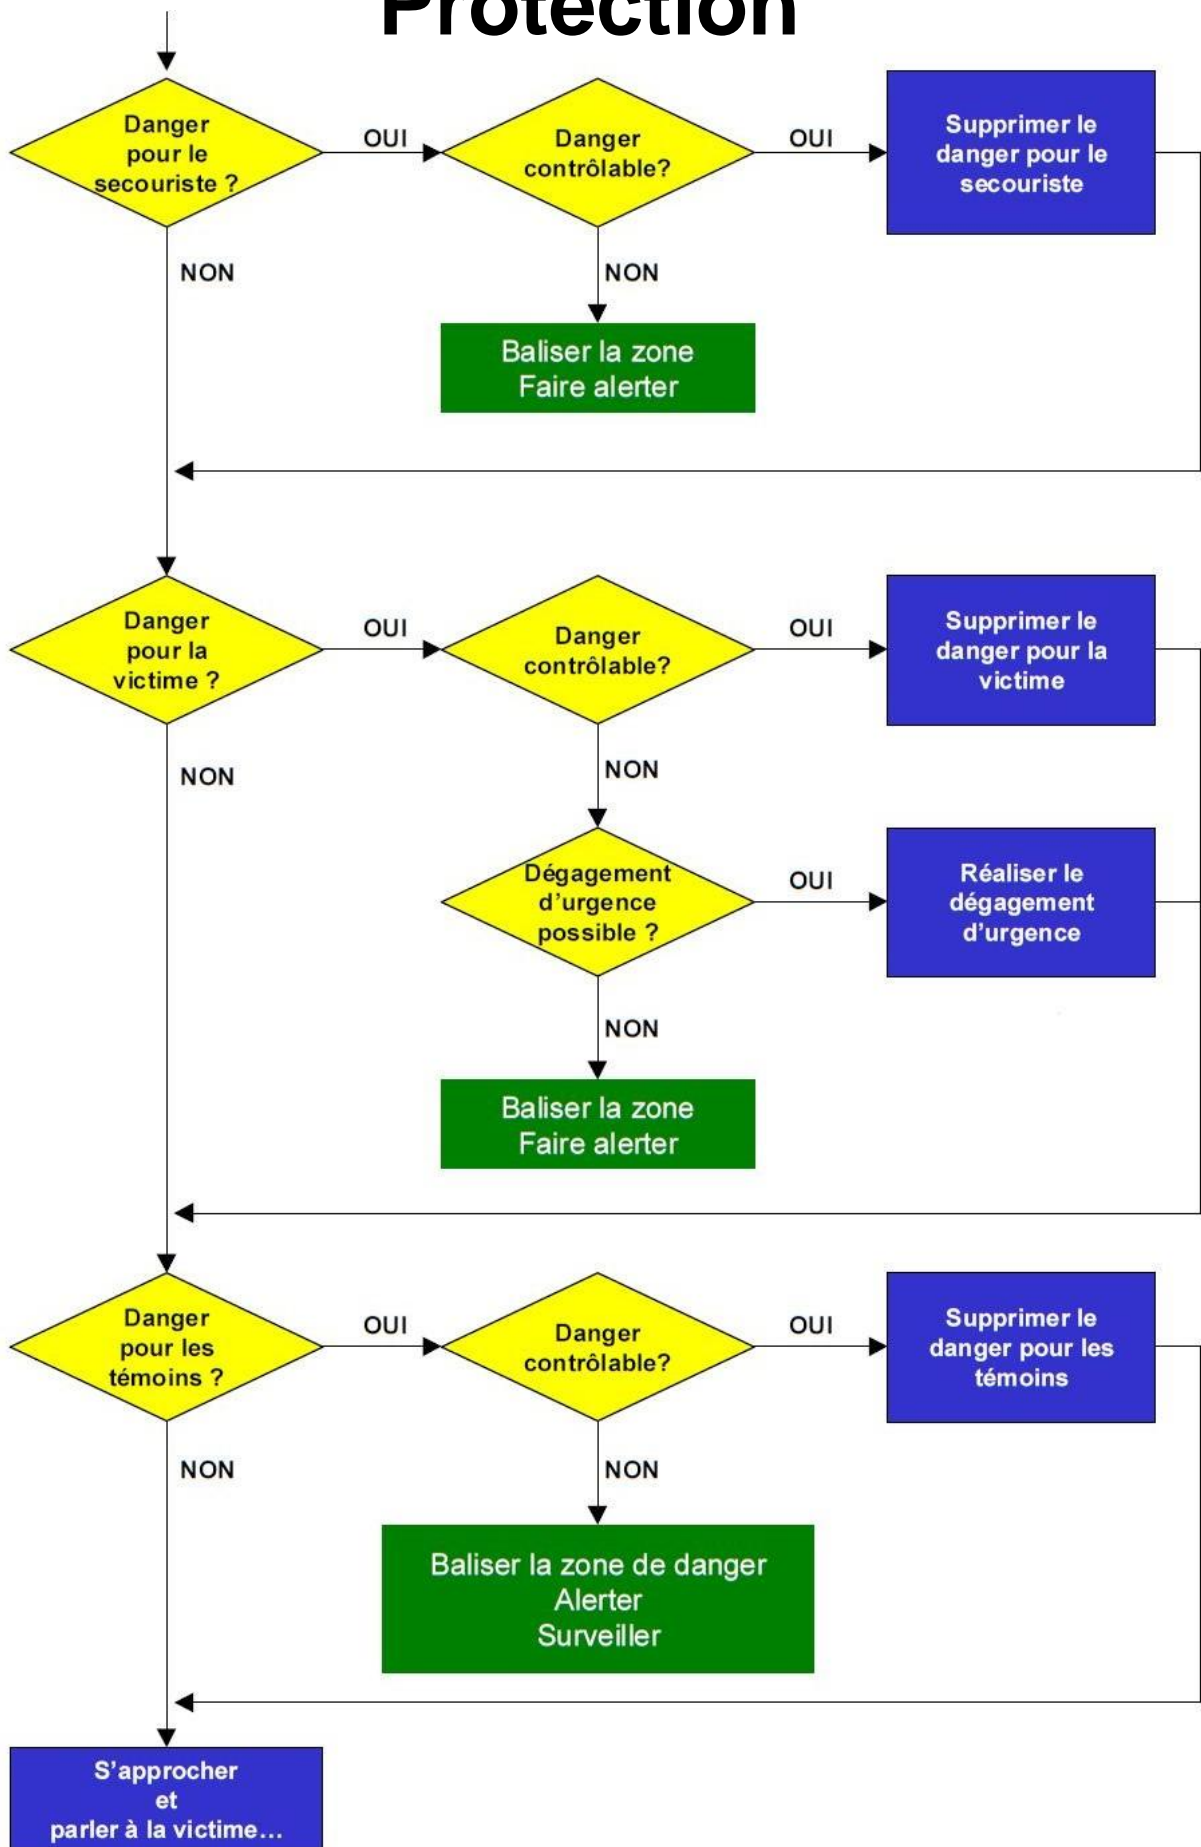 Protection
Danger
pour le
secouriste ?
OUI
Danger
contrôlable?
OUI
Supprimer le
danger pour le
secouriste
NON
NON
Baliser la zone
Faire alerter
Danger
pour la
victime ?
OUI
Danger
contrôlable?
OUI
Supprimer le
danger pour la
victime
NON
NON
Dégagement
d'urgence
possible ?
OUI
Réaliser le
dégagement
d'urgence
NON
Baliser la zone
Faire alerter
Danger
pour les
témoins ?
OUI
Danger
contrôlable?
OUI
Supprimer le
danger pour les
témoins
NON
NON
Baliser la zone de danger
Alerter
Surveiller
S'approcher
et
parler à la victime…